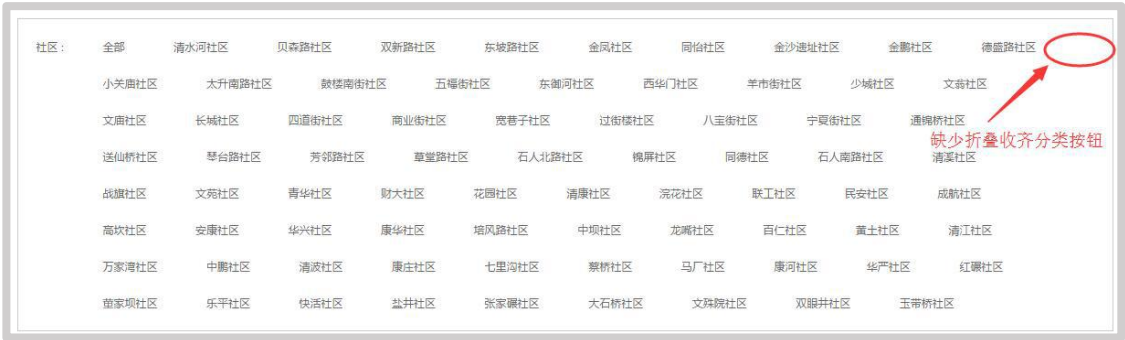 社区： 全部 清水河社区 贝森路社区 双新路社区 东坡路社区 金凤社区 同怡社区 金沙遗址社区 金鹏社区 德盛路社区
小关庙社区 太升南路社区 鼓楼南街社区 五福街社区 东御河社区 西华门社区 羊市街社区 少城社区 文翁社区
文庙社区 长城社区 四道街社区 商业街社区 宽巷子社区 过街楼社区 八宝街社区 宁夏街社区 通锦桥社区
缺少折叠收齐分类按钮
送仙桥社区 琴台路社区 芳邻路社区 草堂路社区 石人北路社区 锦屏社区 同德社区 石人南路社区 清溪社区
战旗社区 文苑社区 青华社区 财大社区 花园社区 清康社区 浣花社区 联工社区 民安社区 成航社区
高坎社区 安康社区 华兴社区 康华社区 培风路社区 中坝社区 龙嘴社区 百仁社区 黄土社区 清江社区
万家湾社区 中鹏社区 清波社区 康庄社区 七里沟社区 蔡桥社区 马厂社区 康河社区 华严社区 红碾社区
苗家坝社区 乐平社区 快活社区 盐井社区 张家碾社区 大石桥社区 文殊院社区 双眼井社区 玉带桥社区